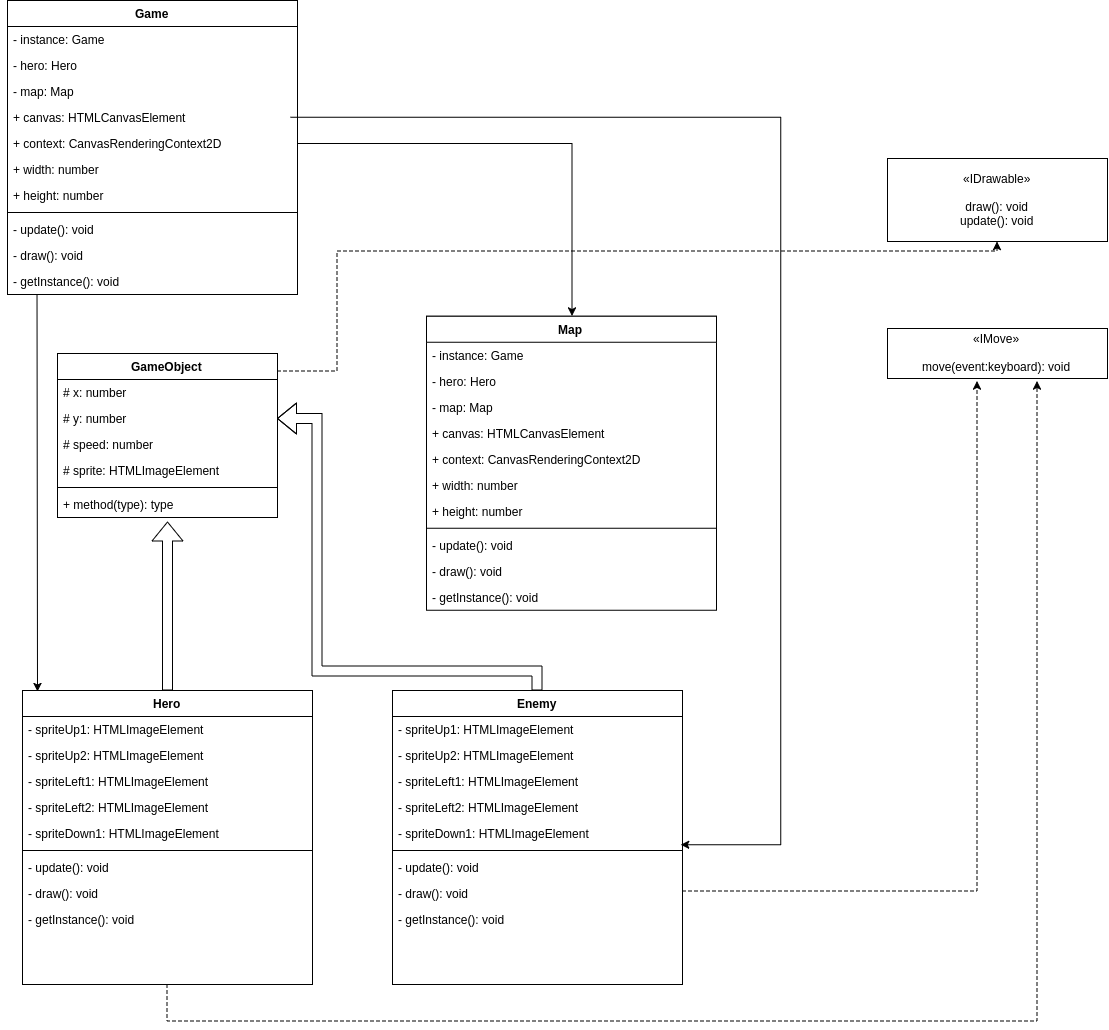 Game
- instance: Game
- hero: Hero
- map: Map
+ canvas: HTMLCanvasElement
+ context: CanvasRenderingContext2D
+ width: number
+ height: number
- update(): void
- draw(): void
- getInstance(): void
«IDrawable»
draw(): void
update(): void
«IMove»
move(event:keyboard): void
GameObject
# x: number
# y: number
# speed: number
# sprite: HTMLImageElement
+ method(type): type
Map
- instance: Game
- hero: Hero
- map: Map
+ canvas: HTMLCanvasElement
+ context: CanvasRenderingContext2D
+ width: number
+ height: number
- update(): void
- draw(): void
- getInstance(): void
Hero
- spriteUp1: HTMLImageElement
- spriteUp2: HTMLImageElement
- spriteLeft1: HTMLImageElement
- spriteLeft2: HTMLImageElement
- spriteDown1: HTMLImageElement
- update(): void
- draw(): void
- getInstance(): void
Enemy
- spriteUp1: HTMLImageElement
- spriteUp2: HTMLImageElement
- spriteLeft1: HTMLImageElement
- spriteLeft2: HTMLImageElement
- spriteDown1: HTMLImageElement
- update(): void
- draw(): void
- getInstance(): void